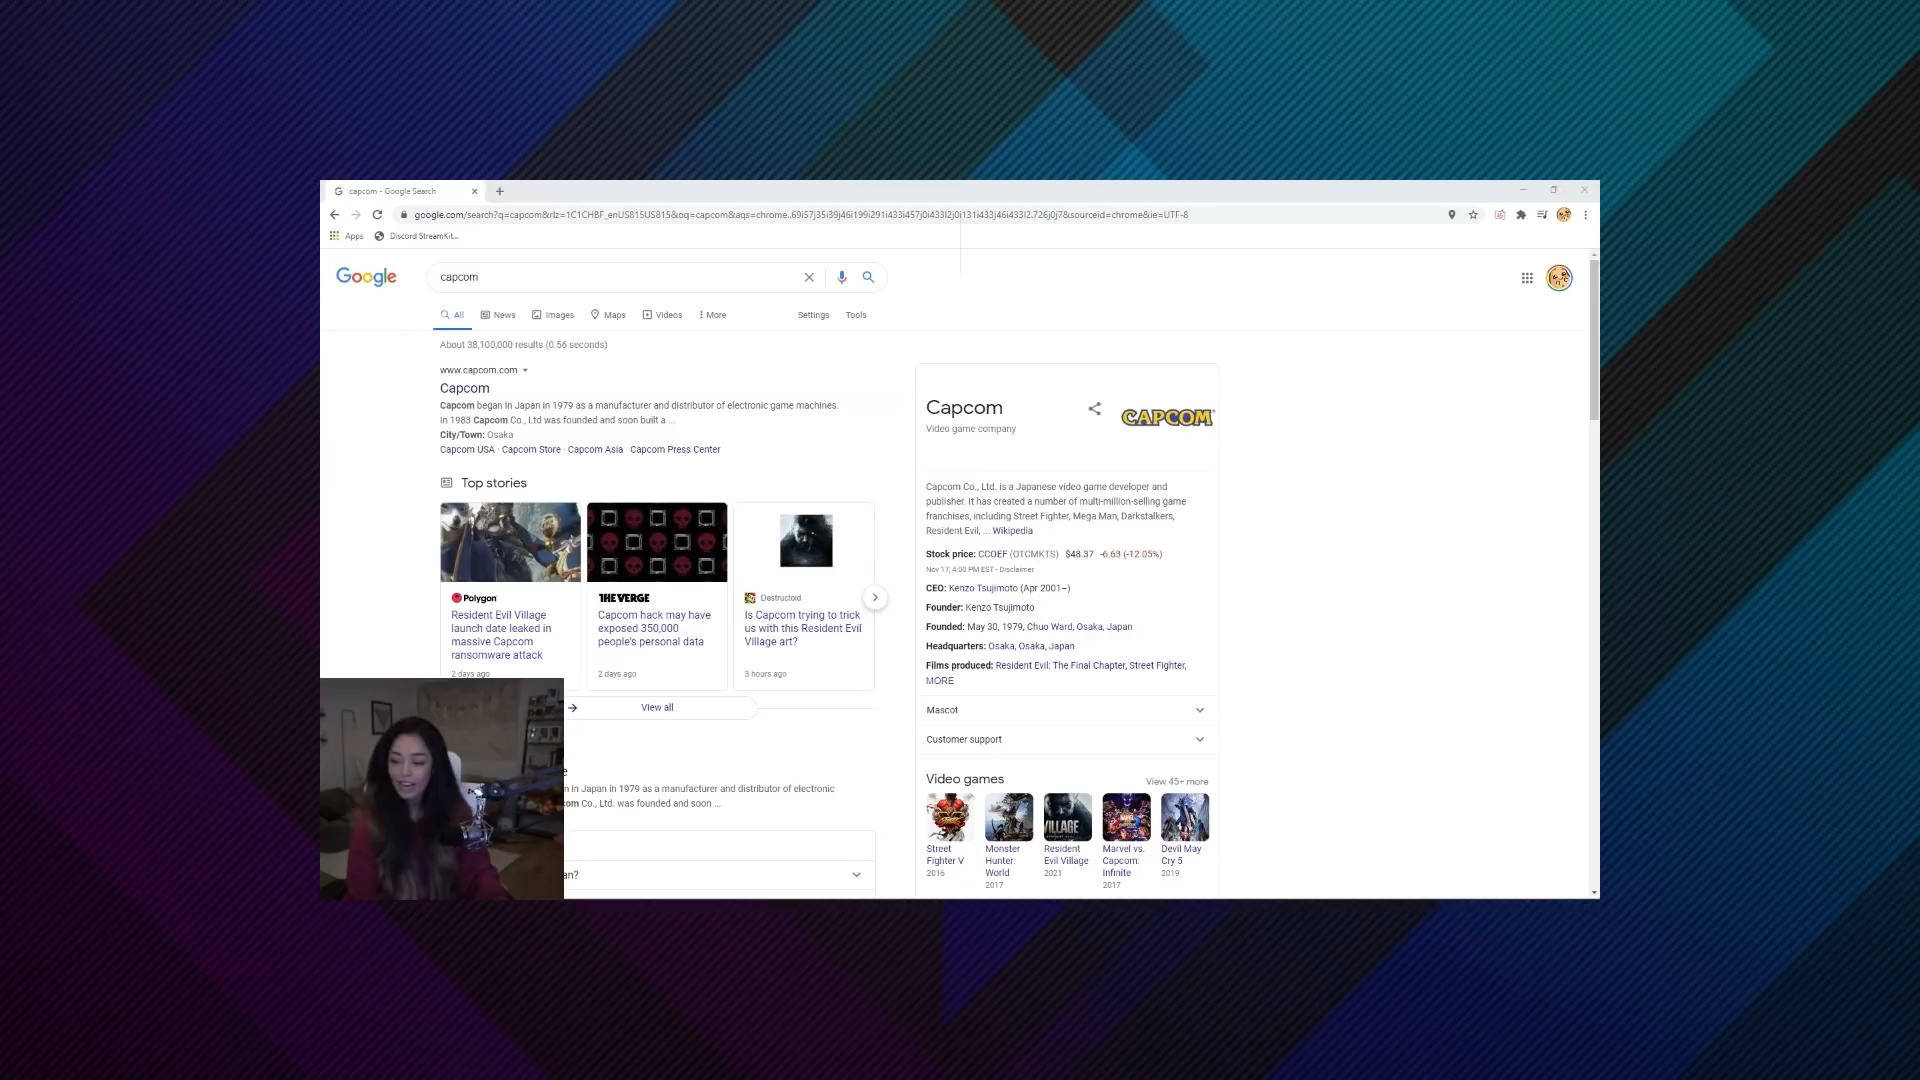 capcom - Google Search
google.com/search?q=capcom&rlz=1C1CHBF_enUS815US815&oq=capcom&aqs=chrome..69i57j35i39j46i199i291i433i457j0i433l2j0i131i433j46i433l2.726j0j7&sourceid=chrome&ie=UTF-8
Apps Discord StreamKit...
Google
capcom
All News Images Maps Videos More Settings Tools
About 38,100,000 results (0.56 seconds)
www.capcom.com
Capcom
Capcom began in Japan in 1979 as a manufacturer and distributor of electronic game machines.
In 1983 Capcom Co., Ltd was founded and soon built a ...
City/Town: Osaka
Capcom USA · Capcom Store · Capcom Asia · Capcom Press Center
Top stories
Polygon
Resident Evil Village
launch date leaked in
massive Capcom
ransomware attack
2 days ago
THE VERGE
Capcom hack may have
exposed 350,000
people's personal data
2 days ago
Destructoid
Is Capcom trying to trick
us with this Resident Evil
Village art?
3 hours ago
View all
n in Japan in 1979 as a manufacturer and distributor of electronic
com Co., Ltd. was founded and soon ...
an?
Capcom
Video game company
CAPCOM
Capcom Co., Ltd. is a Japanese video game developer and
publisher. It has created a number of multi-million-selling game
franchises, including Street Fighter, Mega Man, Darkstalkers,
Resident Evil, ... Wikipedia
Stock price: CCOEF (OTCMKTS) $48.37 -6.63 (-12.05%)
Nov 17, 4:00 PM EST - Disclaimer
CEO: Kenzo Tsujimoto (Apr 2001–)
Founder: Kenzo Tsujimoto
Founded: May 30, 1979, Chuo Ward, Osaka, Japan
Headquarters: Osaka, Osaka, Japan
Films produced: Resident Evil: The Final Chapter, Street Fighter,
MORE
Mascot
Customer support
Video games
View 45+ more
VILLAGE
Street
Fighter V
2016
Monster
Hunter:
World
2017
Resident
Evil Village
2021
Marvel vs.
Capcom:
Infinite
2017
Devil May
Cry 5
2019